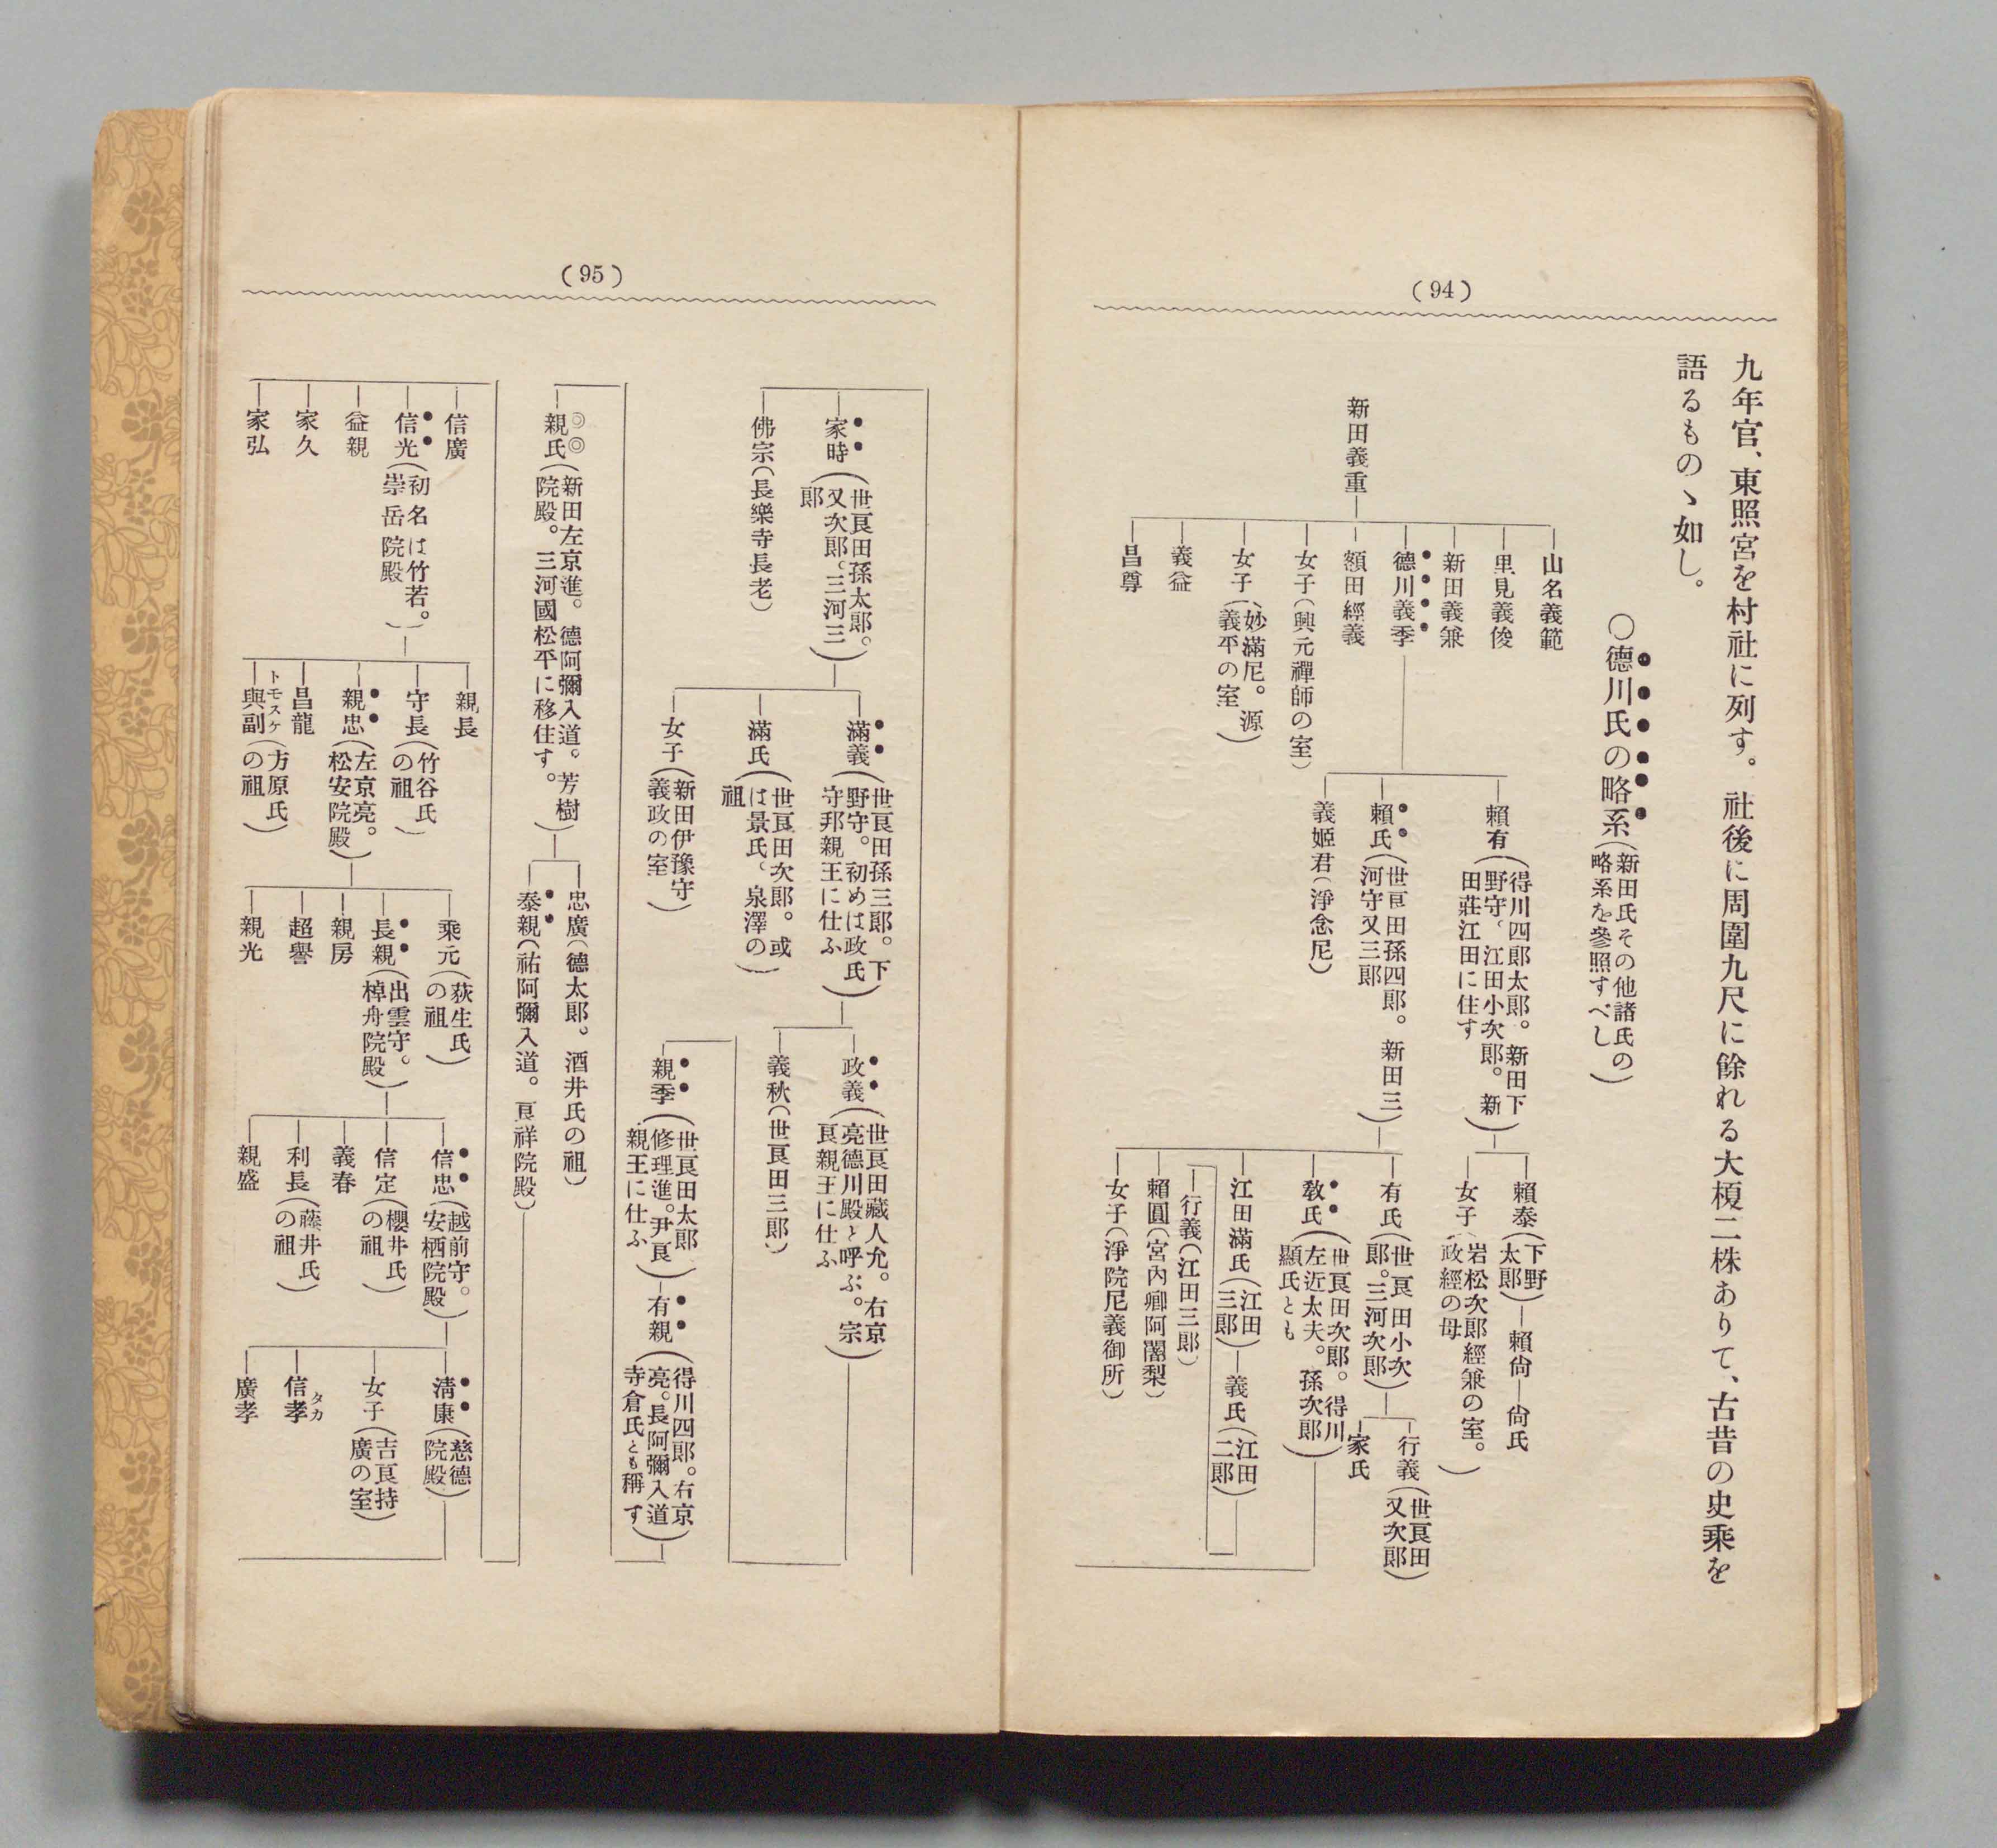 (94)
九年官、東照宮を村社に列す。社後に周圍九尺に餘れる大榎二株ありて、古昔の史乘を
語るものゝ如し。
○德川氏の略系(新田氏その他諸氏の
略系を參照すべし)
新田義重
山名義範
里見義俊
新田義兼
德川義季
額田經義
女子(興元禪師の室)
女子(妙滿尼。源
義平の室)
義益
昌尊
賴有(得川四郎太郎。新田下
野守。江田小次郎。新
田莊江田に住す)
賴氏(世良田孫四郎。新田三
河守又三郎)
義姬君(淨念尼)
賴泰(下野
太郎)
賴尙
尙氏
女子(岩松次郎經兼の室。
政經の母)
有氏(世良田小次
郎。三河次郎)
行義(世良田
又次郎)
家氏
敎氏(世良田次郎。得川
左近太夫。孫次郎
顯氏とも)
江田滿氏(江田
三郎)
義氏(江田
二郎)
行義(江田三郎)
賴圓(宮內卿阿闍梨)
女子(淨院尼義御所)
(95)
家時(世良田孫太郎。
又次郎。三河三
郎)
佛宗(長樂寺長老)
滿義(世良田孫三郎。下
野守。初めは政氏
守邦親王に仕ふ)
滿氏(世良田次郎。或
は景氏。泉澤の
祖)
女子(新田伊豫守
義政の室)
政義(世良田藏人允。右京
亮德川殿と呼ぶ。宗
良親王に仕ふ)
義秋(世良田三郎)
親季(世良田太郎
修理進。尹良
親王に仕ふ)
有親(得川四郎。右京
亮。長阿彌入道
寺倉氏とも稱す)
親氏(新田左京進。德阿彌入道。芳樹
院殿。三河國松平に移住す。)
忠廣(德太郎。酒井氏の祖)
泰親(祐阿彌入道。良祥院殿)
信廣
信光(初名は竹若。
崇岳院殿)
益親
家久
家弘
親長
守長(竹谷氏
の祖)
親忠(左京亮。
松安院殿)
昌龍
與副(方原氏
の祖)
トモスケ
乘元(荻生氏
の祖)
長親(出雲守。
棹舟院殿)
親房
超譽
親光
信忠(越前守。
安栖院殿)
信定(櫻井氏
の祖)
義春
利長(藤井氏
の祖)
親盛
淸康(慈德
院殿)
女子(吉良持
廣の室)
信孝
タカ
廣孝